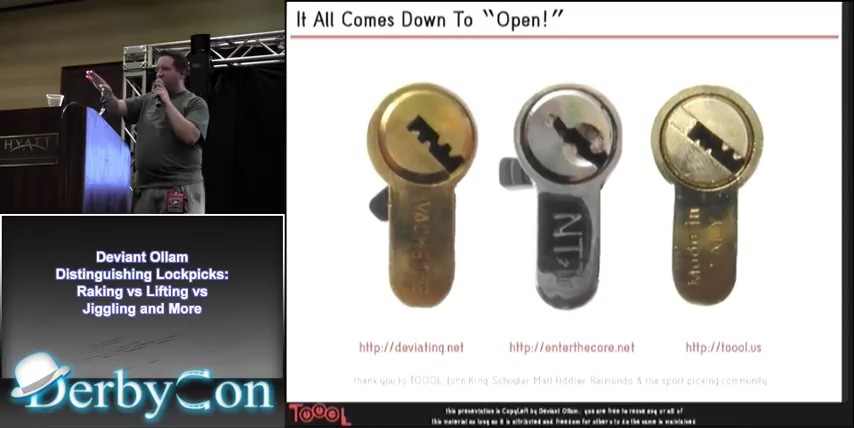 It All Comes Down To “Open!”
HYATT
Deviant Ollam
Distinguishing Lockpicks:
Raking vs Lifting vs
Jiggling and More
DerbyCon
NT
Made in
http://deviating.net
http://enterthecore.net
http://toool.us
thank you to TOOOL, John King, Schuyler, Matt Fiddler, Raimundo & the sport picking community
TOOOL
this presentation is CopyLeft by Deviant Ollam. you are free to reuse any or all of
this material as long as it is attributed and freedom for others to do the same is maintained